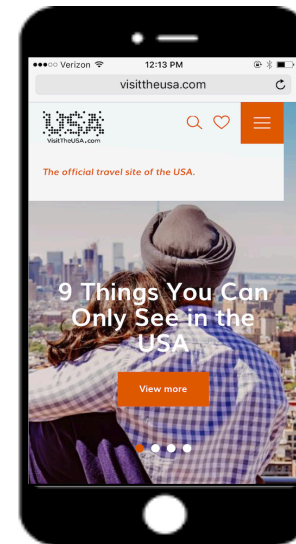 Verizon 12:13 PM
visittheusa.com
USA
VisitTheUSA.com
The official travel site of the USA.
9 Things You Can
Only See in the
USA
View more